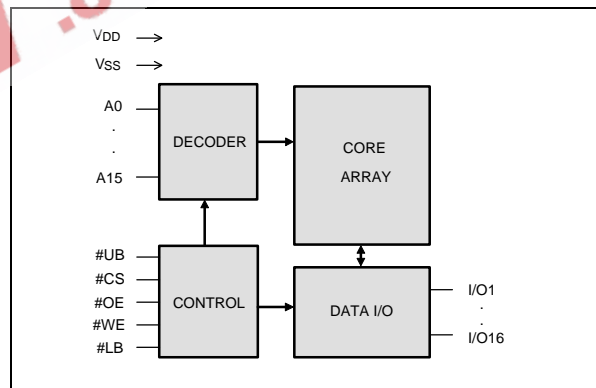 VDD
VSS
A0
.
.
A15
DECODER
CORE
ARRAY
#UB
#CS
#OE
#WE
#LB
CONTROL
DATA I/O
I/O1
.
.
I/O16